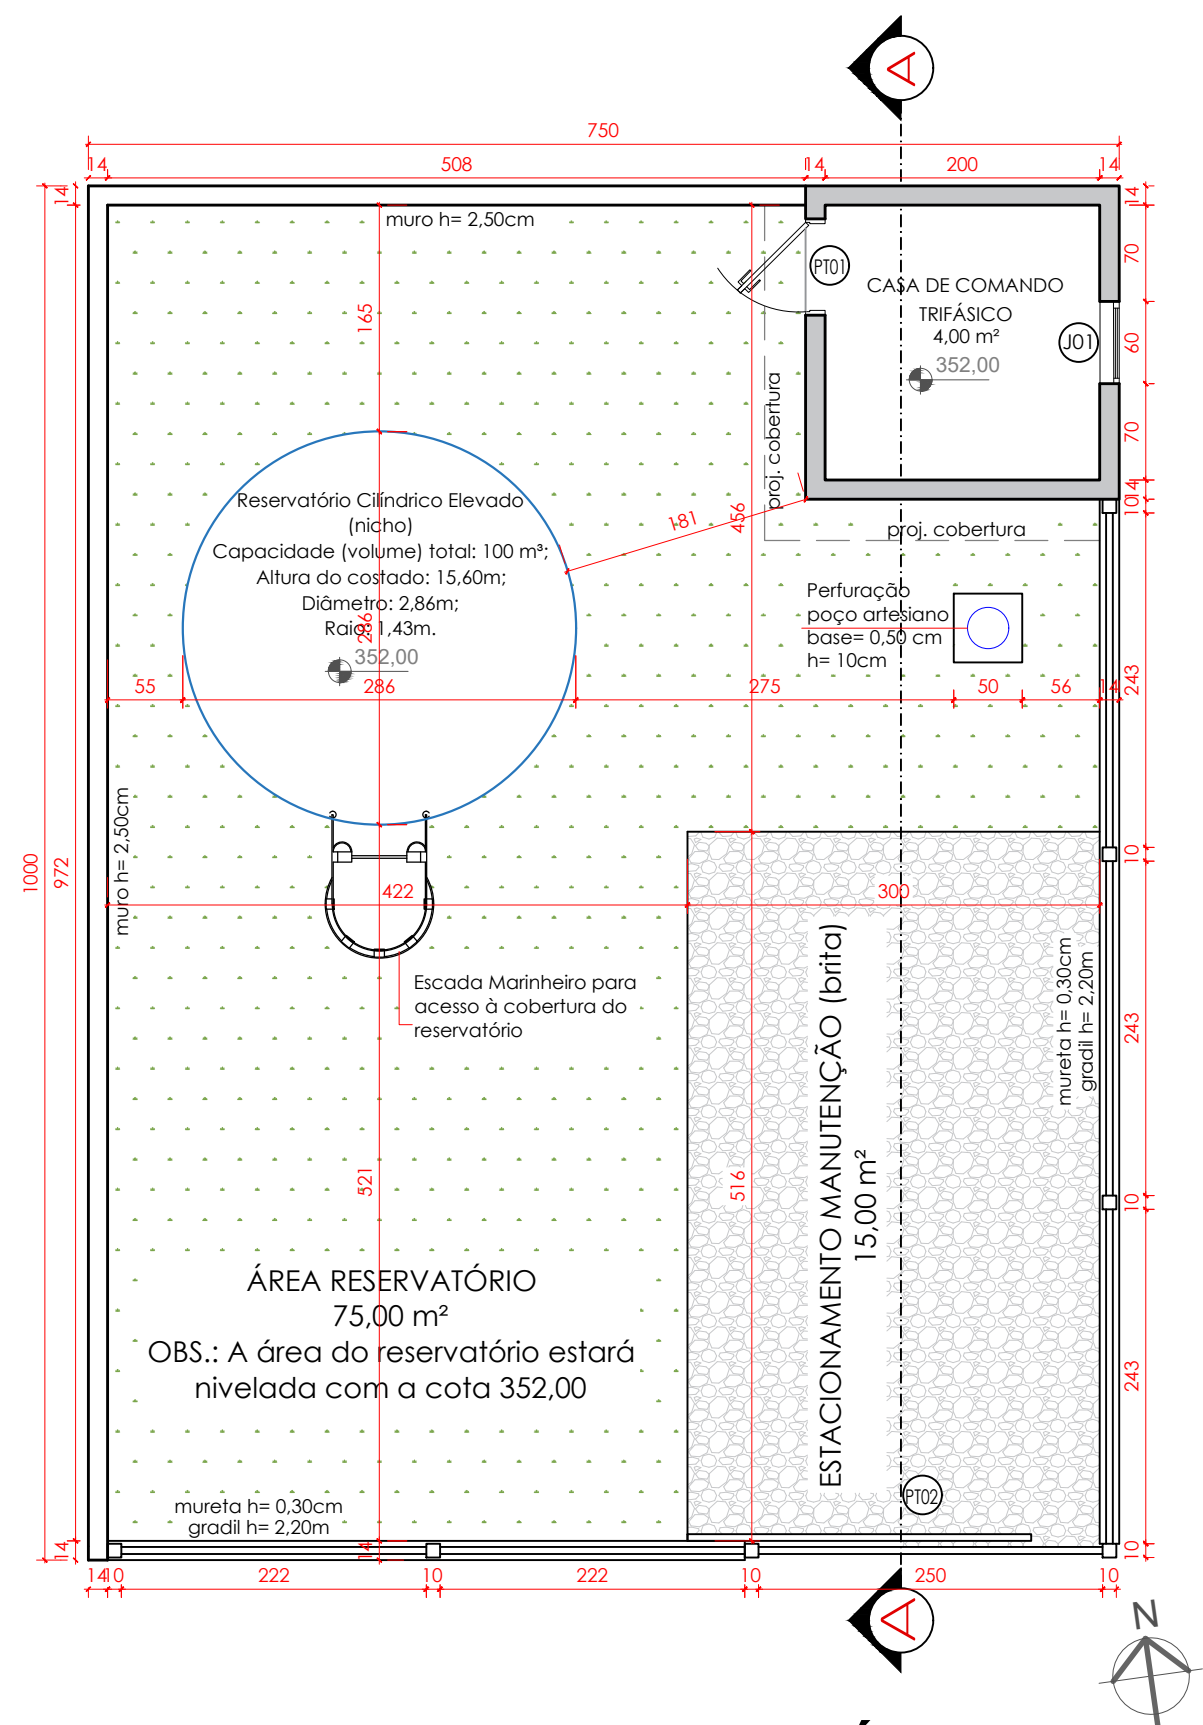 A
750
14
508
14
200
14
14
muro h= 2,50cm
14
70
PT01
CASA DE COMANDO
TRIFÁSICO
4,00 m²
352,00
J01
60
165
proj. cobertura
70
14
10
181
456
proj. cobertura
Reservatório Cilíndrico Elevado
(nicho)
Capacidade (volume) total: 100 m³;
Altura do costado: 15,60m;
Diâmetro: 2,86m;
Raio: 1,43m.
286
352,00
Perfuração
poço artesiano
base= 0,50 cm
h= 10cm
55
286
275
50
56
14
243
muro h= 2,50cm
1000
972
10
422
300
Escada Marinheiro para
acesso à cobertura do
reservatório
mureta h= 0,30cm
gradil h= 2,20m
243
ESTACIONAMENTO MANUTENÇÃO (brita)
15,00 m²
521
516
10
ÁREA RESERVATÓRIO
75,00 m²
OBS.: A área do reservatório estará
nivelada com a cota 352,00
243
PT02
mureta h= 0,30cm
gradil h= 2,20m
14
14
10
14
10
222
10
222
10
250
10
A
N